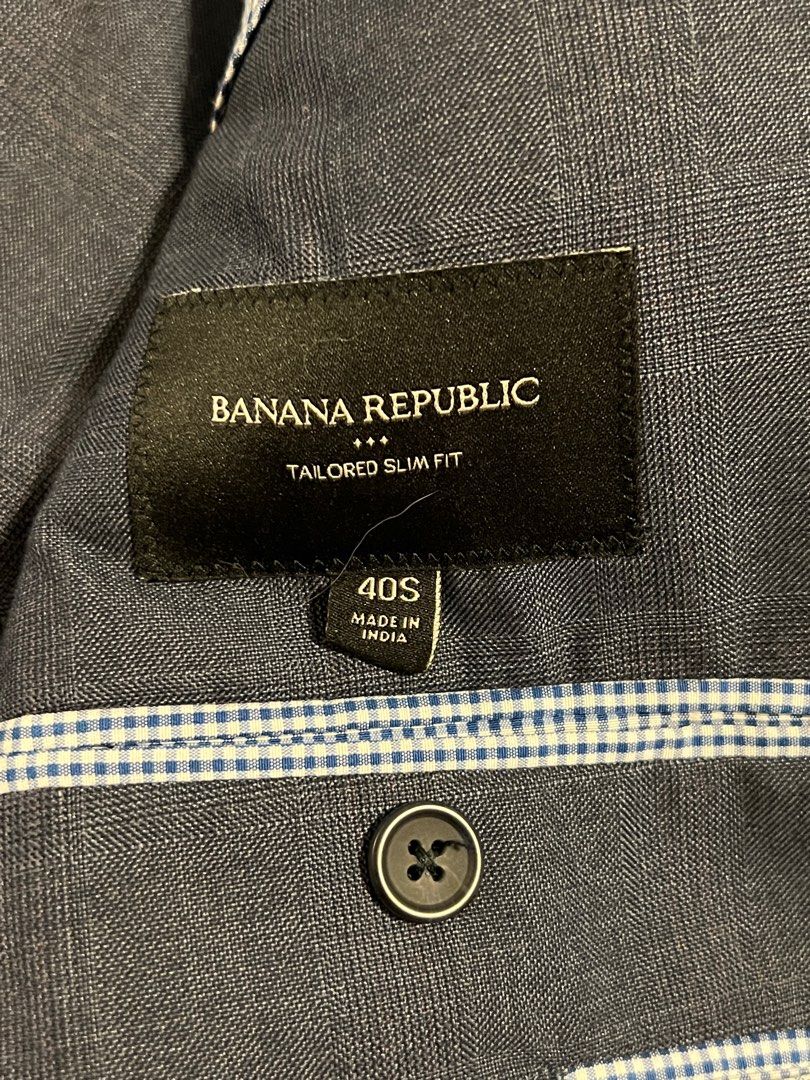 BANANA REPUBLIC
TAILORED SLIM FIT
40S
MADE IN
INDIA